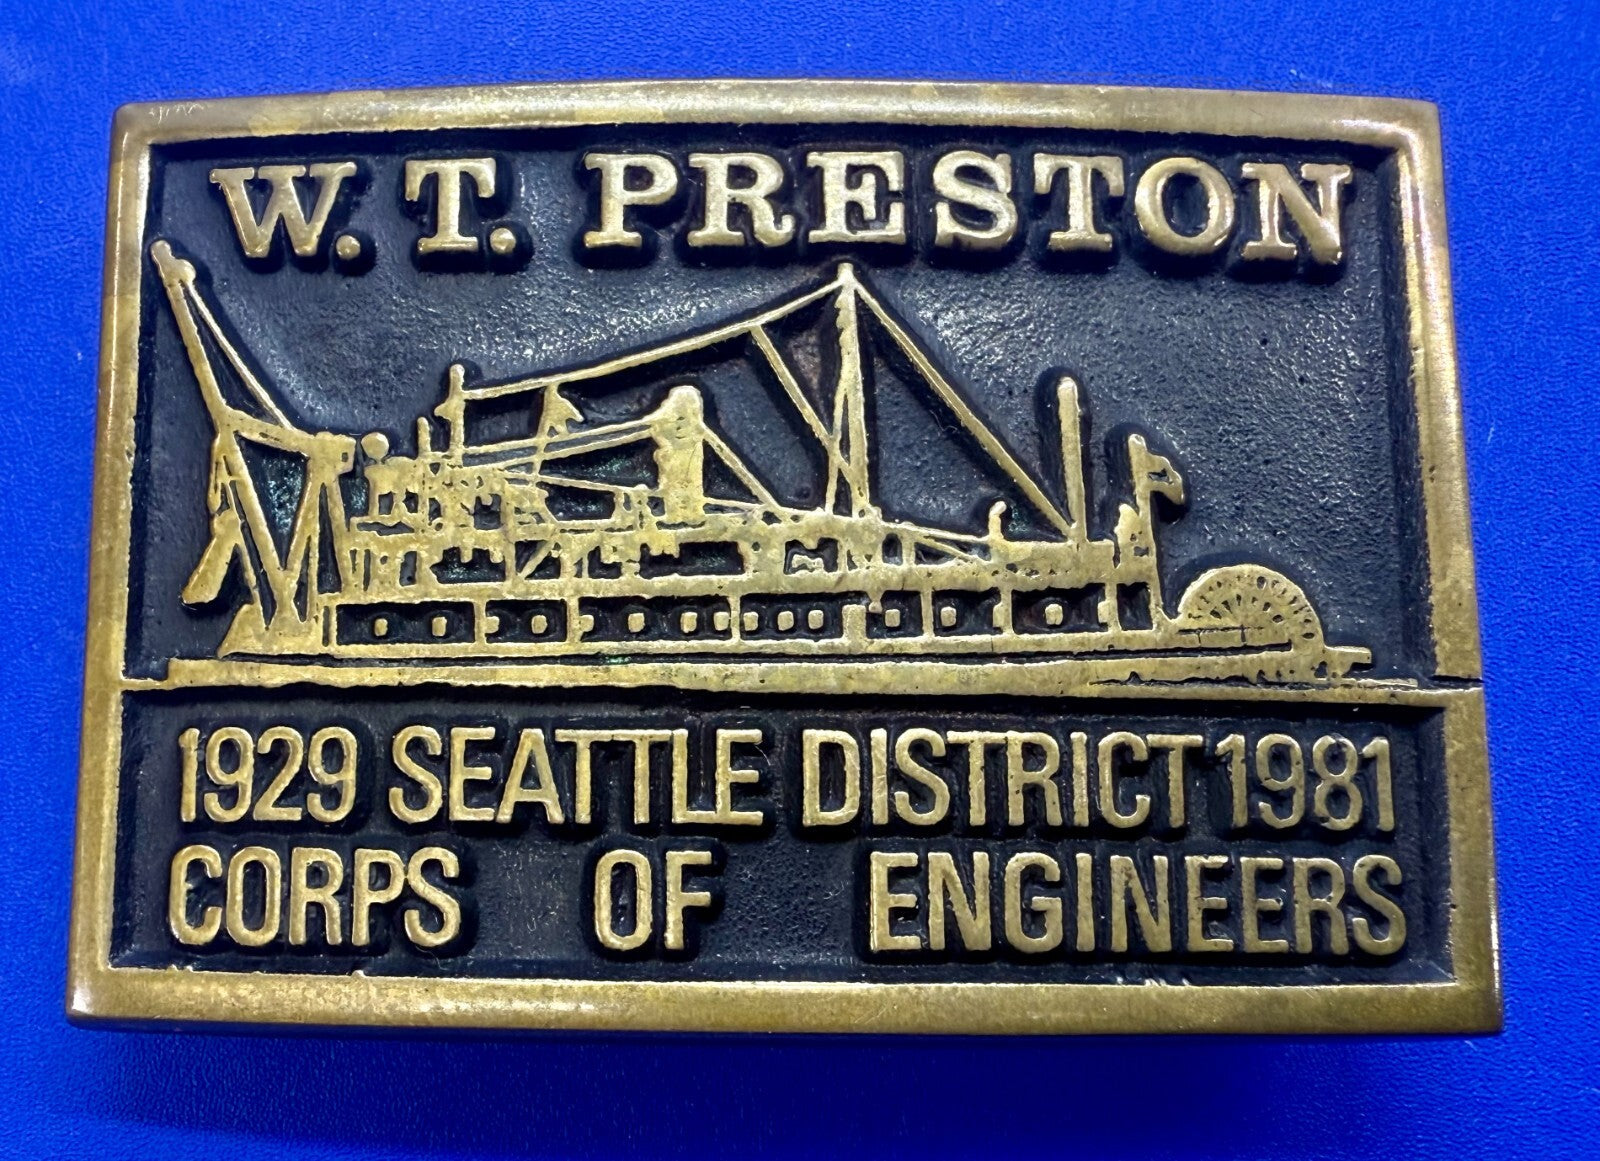 W. T. PRESTON
1929 SEATTLE DISTRICT 1981
CORPS OF ENGINEERS